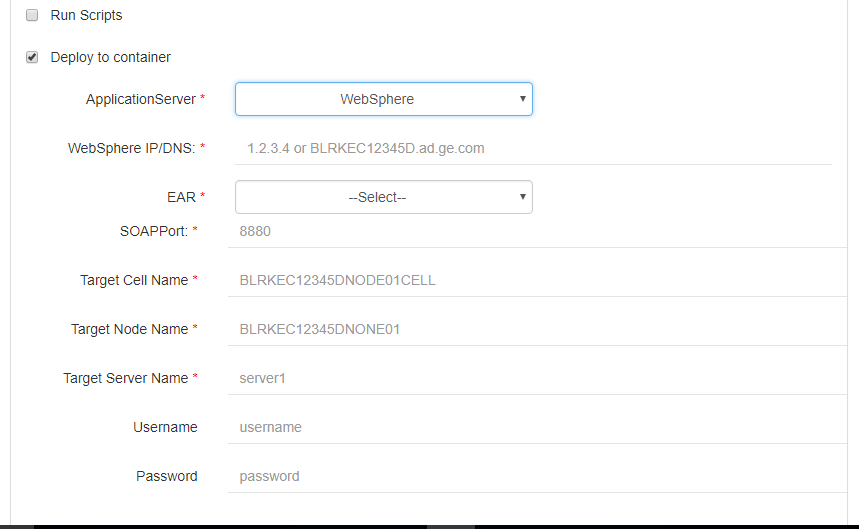 Run Scripts
Deploy to container
ApplicationServer * WebSphere
WebSphere IP/DNS: * 1.2.3.4 or BLRKEC12345D.ad.ge.com
EAR * --Select--
SOAPPort: * 8880
Target Cell Name * BLRKEC12345DNODE01CELL
Target Node Name * BLRKEC12345DNONE01
Target Server Name * server1
Username username
Password password